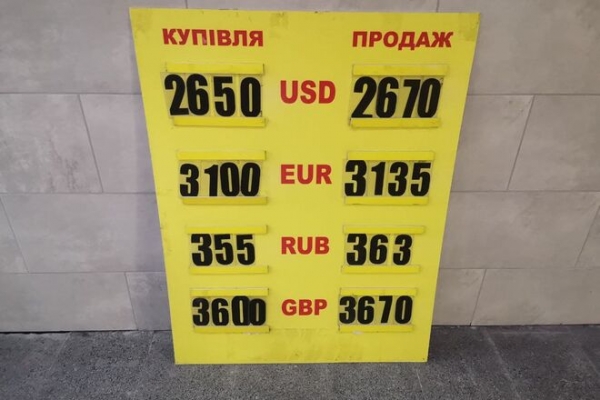 КУПІВЛЯ ПРОДАЖ
2650 USD 2670
3100 EUR 3135
355 RUB 363
3600 GBP 3670